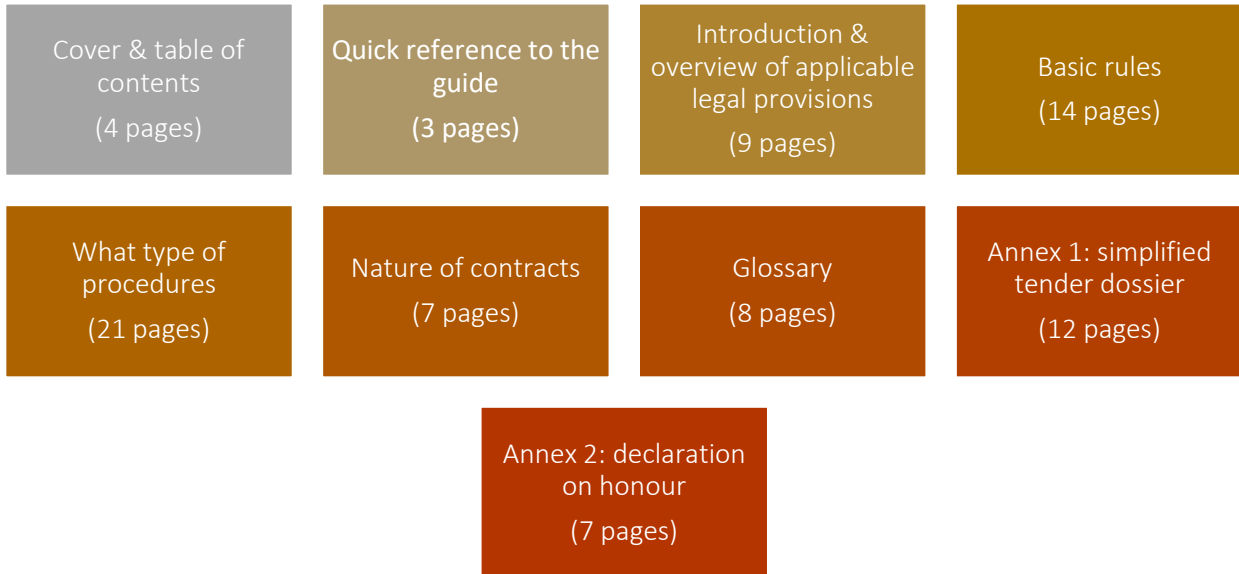 Cover & table of
contents
(4 pages)
Quick reference to the
guide
(3 pages)
Introduction &
overview of applicable
legal provisions
(9 pages)
Basic rules
(14 pages)
What type of
procedures
(21 pages)
Nature of contracts
(7 pages)
Glossary
(8 pages)
Annex 1: simplified
tender dossier
(12 pages)
Annex 2: declaration
on honour
(7 pages)